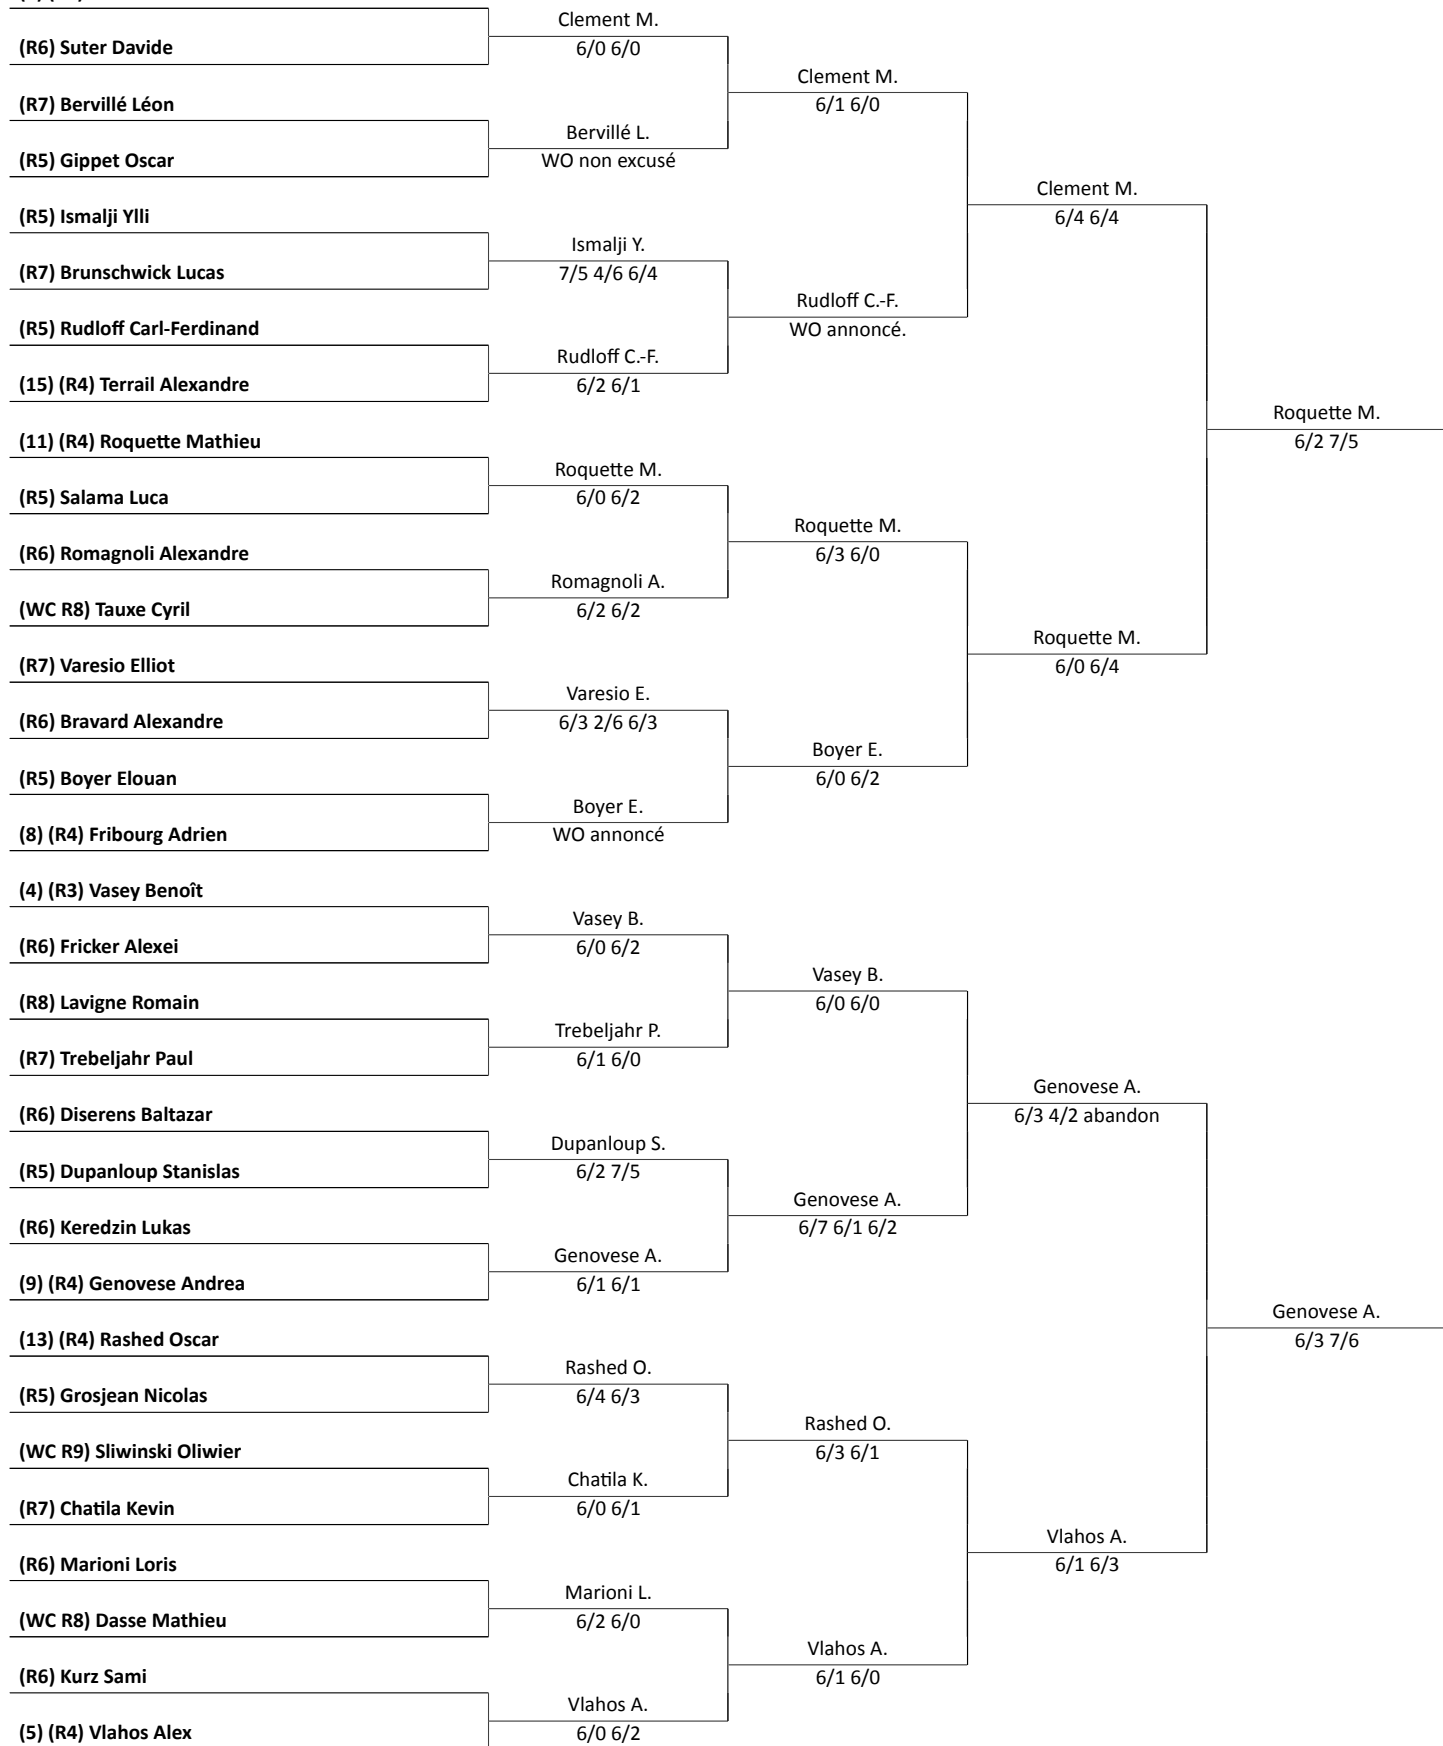 (R6) Suter Davide
(R7) Bervillé Léon
(R5) Gippet Oscar
(R5) Ismalji Ylli
(R7) Brunschwick Lucas
(R5) Rudloff Carl-Ferdinand
(15) (R4) Terrail Alexandre
(11) (R4) Roquette Mathieu
(R5) Salama Luca
(R6) Romagnoli Alexandre
(WC R8) Tauxe Cyril
(R7) Varesio Elliot
(R6) Bravard Alexandre
(R5) Boyer Elouan
(8) (R4) Fribourg Adrien
(4) (R3) Vasey Benoît
(R6) Fricker Alexei
(R8) Lavigne Romain
(R7) Trebeljahr Paul
(R6) Diserens Baltazar
(R5) Dupanloup Stanislas
(R6) Keredzin Lukas
(9) (R4) Genovese Andrea
(13) (R4) Rashed Oscar
(R5) Grosjean Nicolas
(WC R9) Sliwinski Oliwier
(R7) Chatila Kevin
(R6) Marioni Loris
(WC R8) Dasse Mathieu
(R6) Kurz Sami
(5) (R4) Vlahos Alex
Clement M.
6/0 6/0
Bervillé L.
WO non excusé
Ismalji Y.
7/5 4/6 6/4
Rudloff C.-F.
6/2 6/1
Roquette M.
6/0 6/2
Romagnoli A.
6/2 6/2
Varesio E.
6/3 2/6 6/3
Boyer E.
WO annoncé
Vasey B.
6/0 6/2
Trebeljahr P.
6/1 6/0
Dupanloup S.
6/2 7/5
Genovese A.
6/1 6/1
Rashed O.
6/4 6/3
Chatila K.
6/0 6/1
Marioni L.
6/2 6/0
Vlahos A.
6/0 6/2
Clement M.
6/1 6/0
Rudloff C.-F.
WO annoncé.
Roquette M.
6/3 6/0
Boyer E.
6/0 6/2
Vasey B.
6/0 6/0
Genovese A.
6/7 6/1 6/2
Rashed O.
6/3 6/1
Vlahos A.
6/1 6/0
Clement M.
6/4 6/4
Roquette M.
6/0 6/4
Genovese A.
6/3 4/2 abandon
Vlahos A.
6/1 6/3
Roquette M.
6/2 7/5
Genovese A.
6/3 7/6